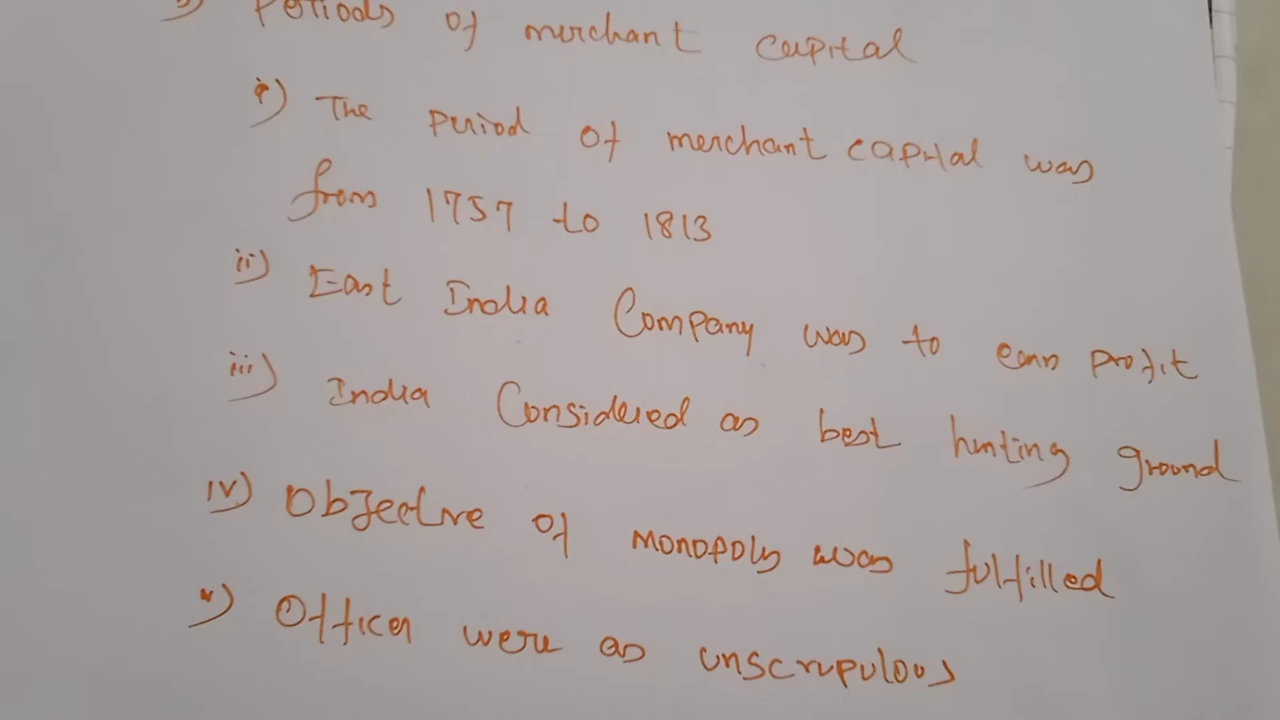 Periods of merchant capital
i) The Period of merchant capital was
from 1757 to 1813
ii) East India Company was to earn profit
iii) India Considered as best hunting ground
iv) Objective of monopoly was fulfilled
v) Officer were as unscrupulous